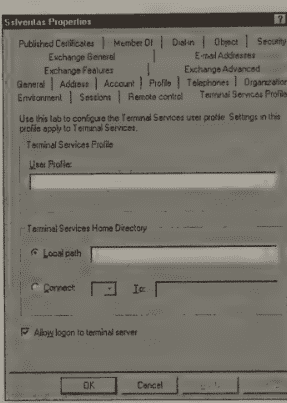 Solventas Properties
Published Certificates Member Of Dial-in Object Security
Exchange General E-mail Addresses
Exchange Features Exchange Advanced
General Address Account Profile Telephones Organization
Environment Sessions Remote control Terminal Services Profile
Use this tab to configure the Terminal Services user profile. Settings in this
profile apply to Terminal Services.
Terminal Services Profile
User Profile:
Terminal Services Home Directory
Local path
Connect To:
Allow logon to terminal server
OK Cancel